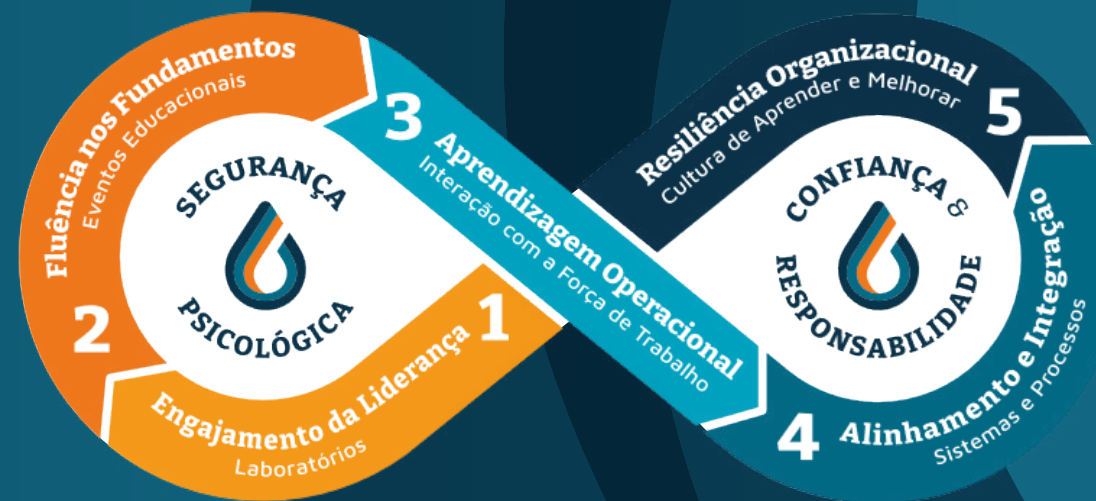 1
Engajamento da Liderança
Laboratórios
2
Fluência nos Fundamentos
Eventos Educacionais
SEGURANÇA
PSICOLÓGICA
3
Aprendizagem Operacional
Interação com a Força de Trabalho
4
Alinhamento e Integração
Sistemas e Processos
5
Resiliência Organizacional
Cultura de Aprender e Melhorar
CONFIANÇA &
RESPONSABILIDADE